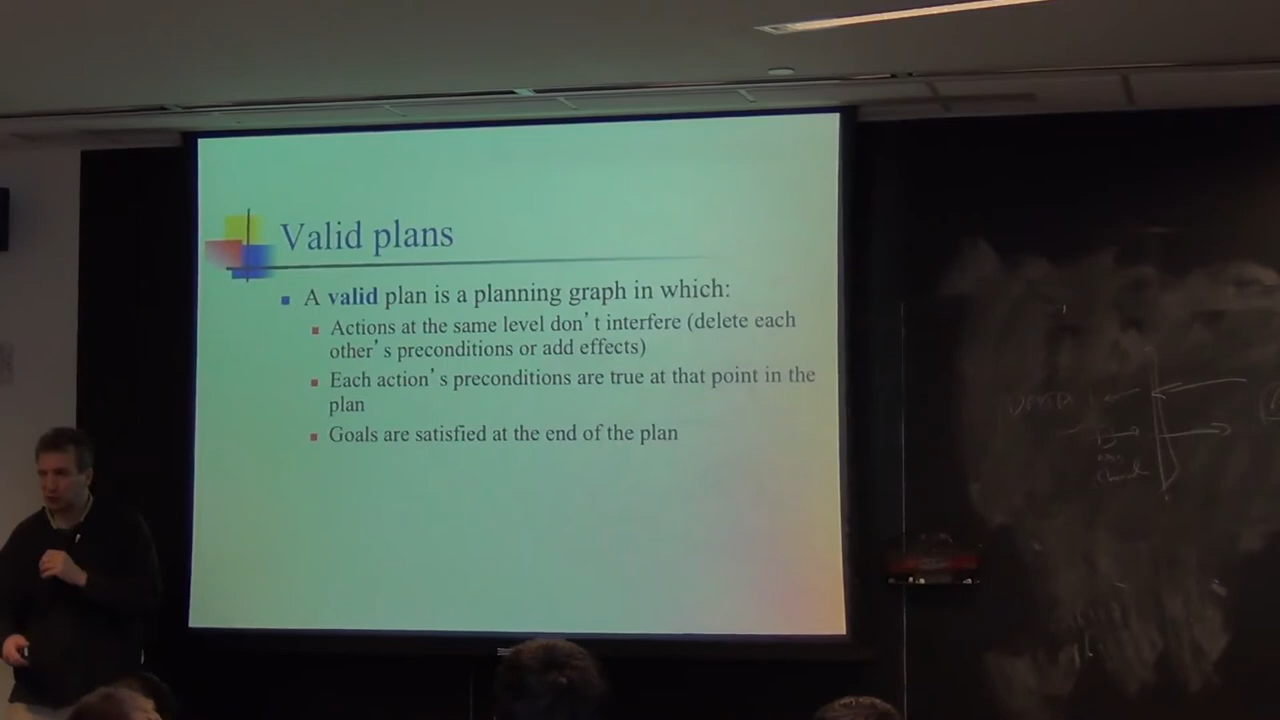 Valid plans
A valid plan is a planning graph in which:
Actions at the same level don't interfere (delete each
other's preconditions or add effects)
Each action's preconditions are true at that point in the
plan
Goals are satisfied at the end of the plan